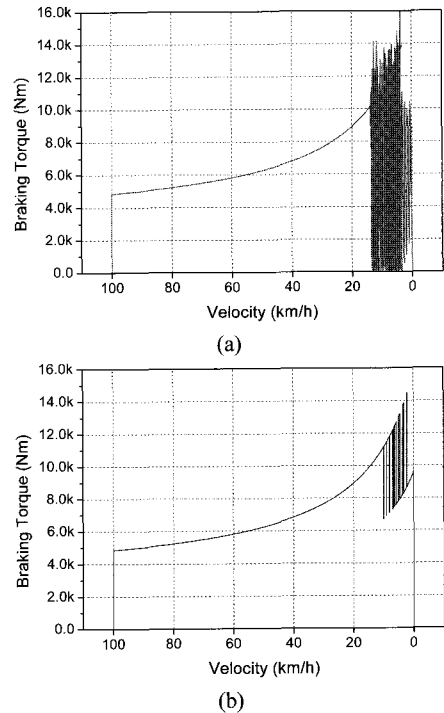 16.0k
14.0k
12.0k
10.0k
8.0k
6.0k
4.0k
2.0k
0.0
Braking Torque (Nm)
100 80 60 40 20 0
Velocity (km/h)
(a)
16.0k
14.0k
12.0k
10.0k
8.0k
6.0k
4.0k
2.0k
0.0
Braking Torque (Nm)
100 80 60 40 20 0
Velocity (km/h)
(b)